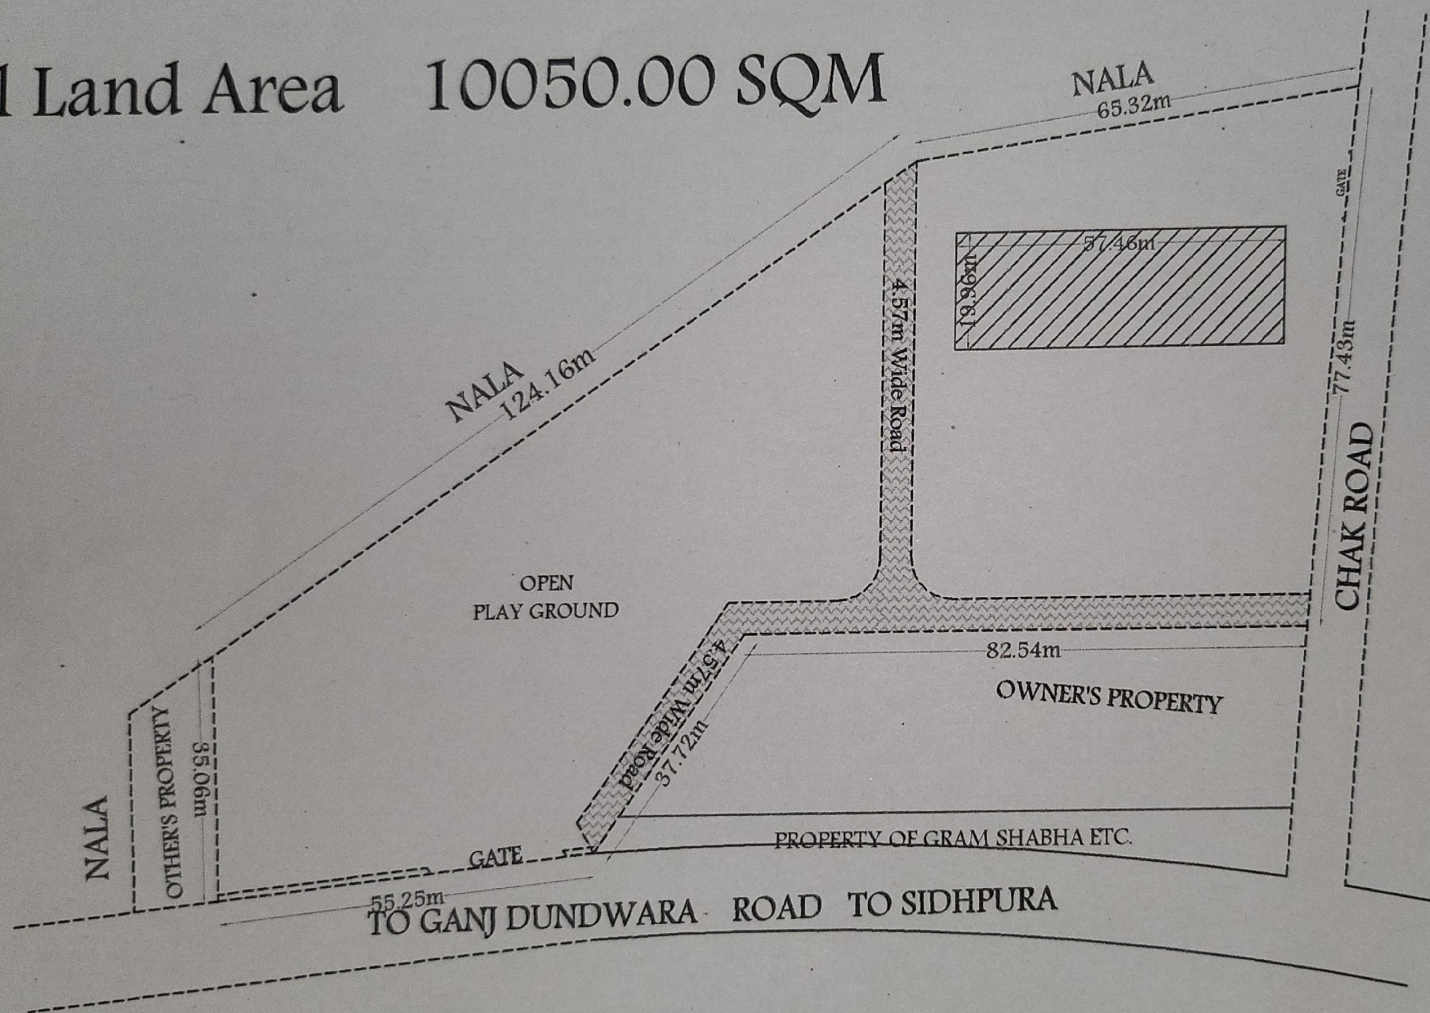 l Land Area 10050.00 SQM
NALA
65.32m
GATE
57.46m
19.96m
4.57m Wide Road
77.43m
NALA
124.16m
CHAK ROAD
OPEN
PLAY GROUND
82.54m
4.57m Wide Road
37.72m
OWNER'S PROPERTY
NALA
OTHER'S PROPERTY
35.06m
PROPERTY OF GRAM SHABHA ETC.
GATE
55.25m
TO GANJ DUNDWARA ROAD TO SIDHPURA